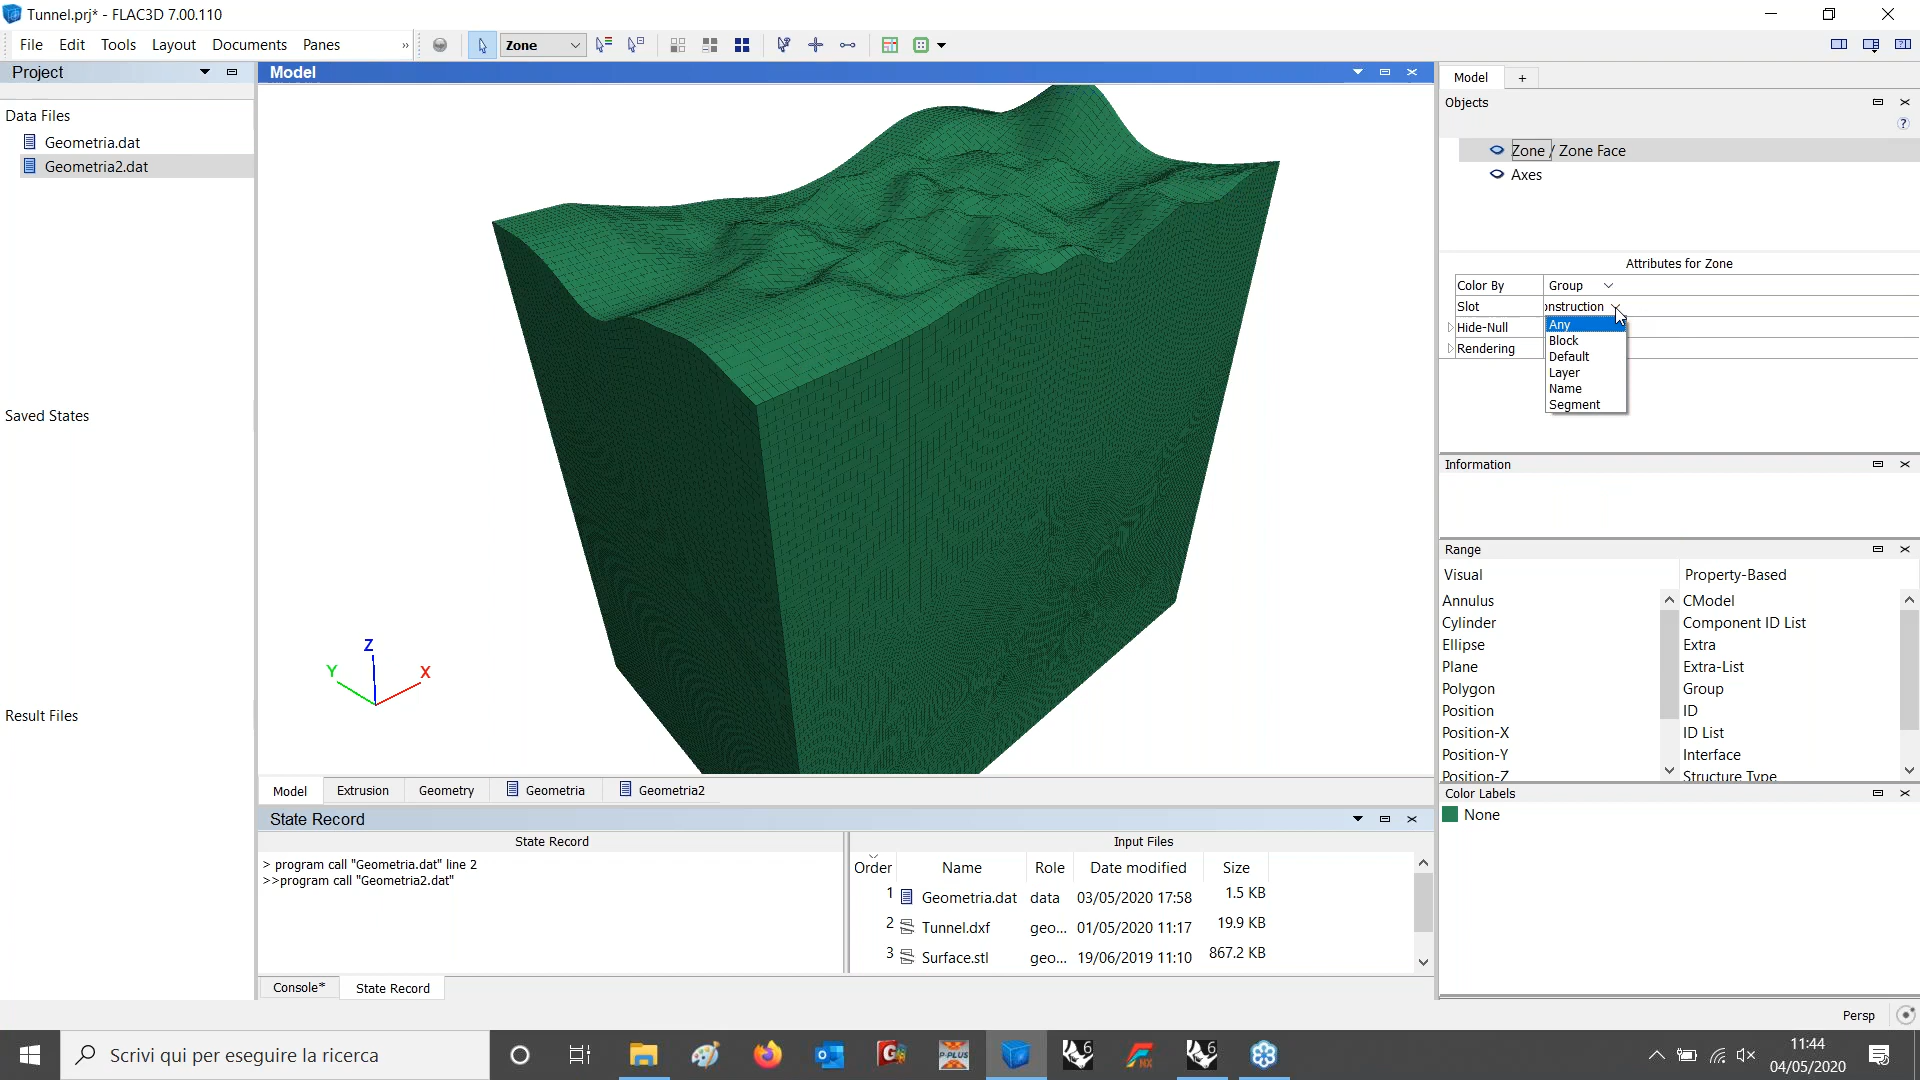 Tunnel.prj* - FLAC3D 7.00.110
File Edit Tools Layout Documents Panes »
Zone
Project
Data Files
Geometria.dat
Geometria2.dat
Saved States
Result Files
Model
Z
Y
X
Model Extrusion Geometry Geometria Geometria2
State Record
State Record
> program call "Geometria.dat" line 2
>>program call "Geometria2.dat"
Input Files
Order Name Role Date modified Size
1 Geometria.dat data 03/05/2020 17:58 1.5 KB
2 Tunnel.dxf geo... 01/05/2020 11:17 19.9 KB
3 Surface.stl geo... 19/06/2019 11:10 867.2 KB
Console* State Record
Model +
Objects
?
Zone / Zone Face
Axes
Attributes for Zone
Color By Group
Slot onstruction
Hide-Null
Rendering
Any
Block
Default
Layer
Name
Segment
Information
Range
Visual Property-Based
Annulus CModel
Cylinder Component ID List
Ellipse Extra
Plane Extra-List
Polygon Group
Position ID
Position-X ID List
Position-Y Interface
Position-Z Structure Type
Color Labels
None
Persp
Scrivi qui per eseguire la ricerca
11:44
04/05/2020